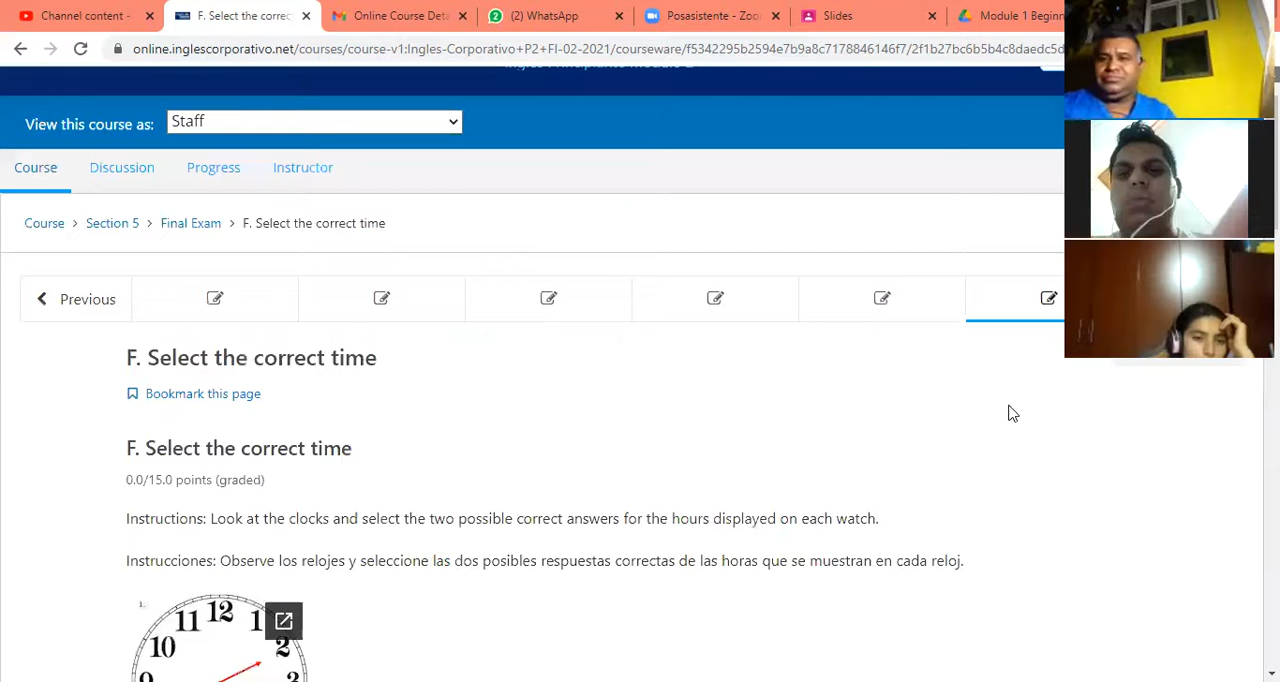 Channel content -
F. Select the correc
Online Course Deta
(2) WhatsApp
Posasistente - Zoo
Slides
Module 1 Beginn
online.inglescorporativo.net/courses/course-v1:Ingles-Corporativo+P2+FI-02-2021/courseware/f5342295b2594e7b9a8c7178846146f7/2f1b27bc6b5b4c8daedc5d
View this course as:
Staff
Course
Discussion
Progress
Instructor
Course > Section 5 > Final Exam > F. Select the correct time
Previous
F. Select the correct time
Bookmark this page
F. Select the correct time
0.0/15.0 points (graded)
Instructions: Look at the clocks and select the two possible correct answers for the hours displayed on each watch.
Instrucciones: Observe los relojes y seleccione las dos posibles respuestas correctas de las horas que se muestran en cada reloj.
1.
11 12 1
10 2
9 3